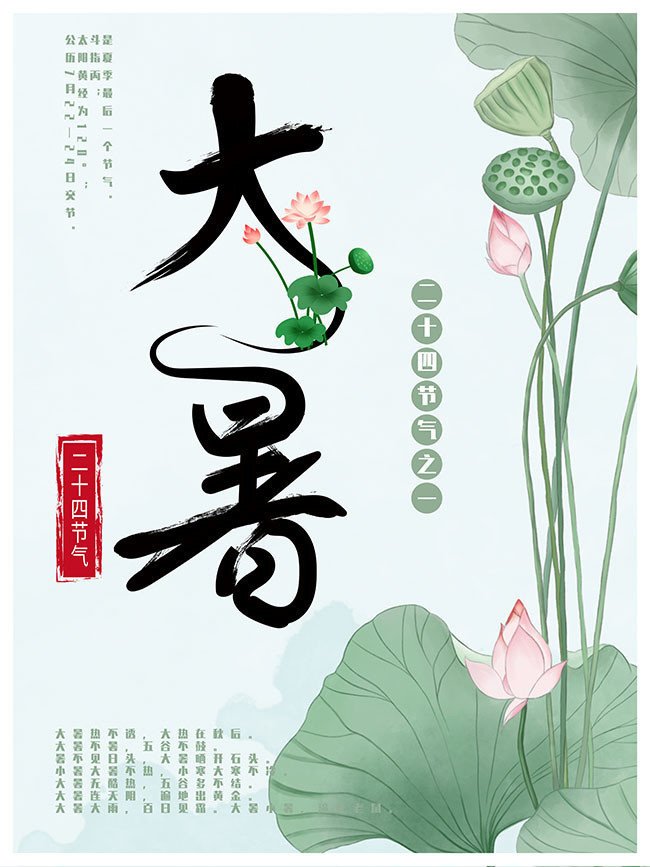 是夏季最后一个节气。
斗指丙；
太阳黄经为120°；
公历7月22—24日交节。
大暑
二十四节气之一
二十四节气
大暑热不透，大热在秋后。
大暑不暑，五谷不鼓。
暑不见日头，大暑晒开石头。
小暑大暑不热，小寒大寒不冷。
大暑无酷热，五谷多不结。
大暑连天阴，遍地出黄金。
大暑大雨，百日见霜。大暑小暑，